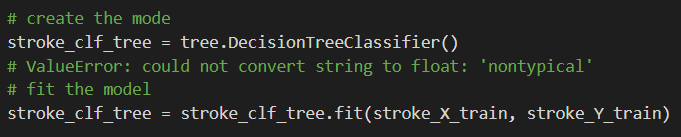 # create the mode
stroke_clf_tree = tree.DecisionTreeClassifier()
# ValueError: could not convert string to float: 'nontypical'
# fit the model
stroke_clf_tree = stroke_clf_tree.fit(stroke_X_train, stroke_Y_train)